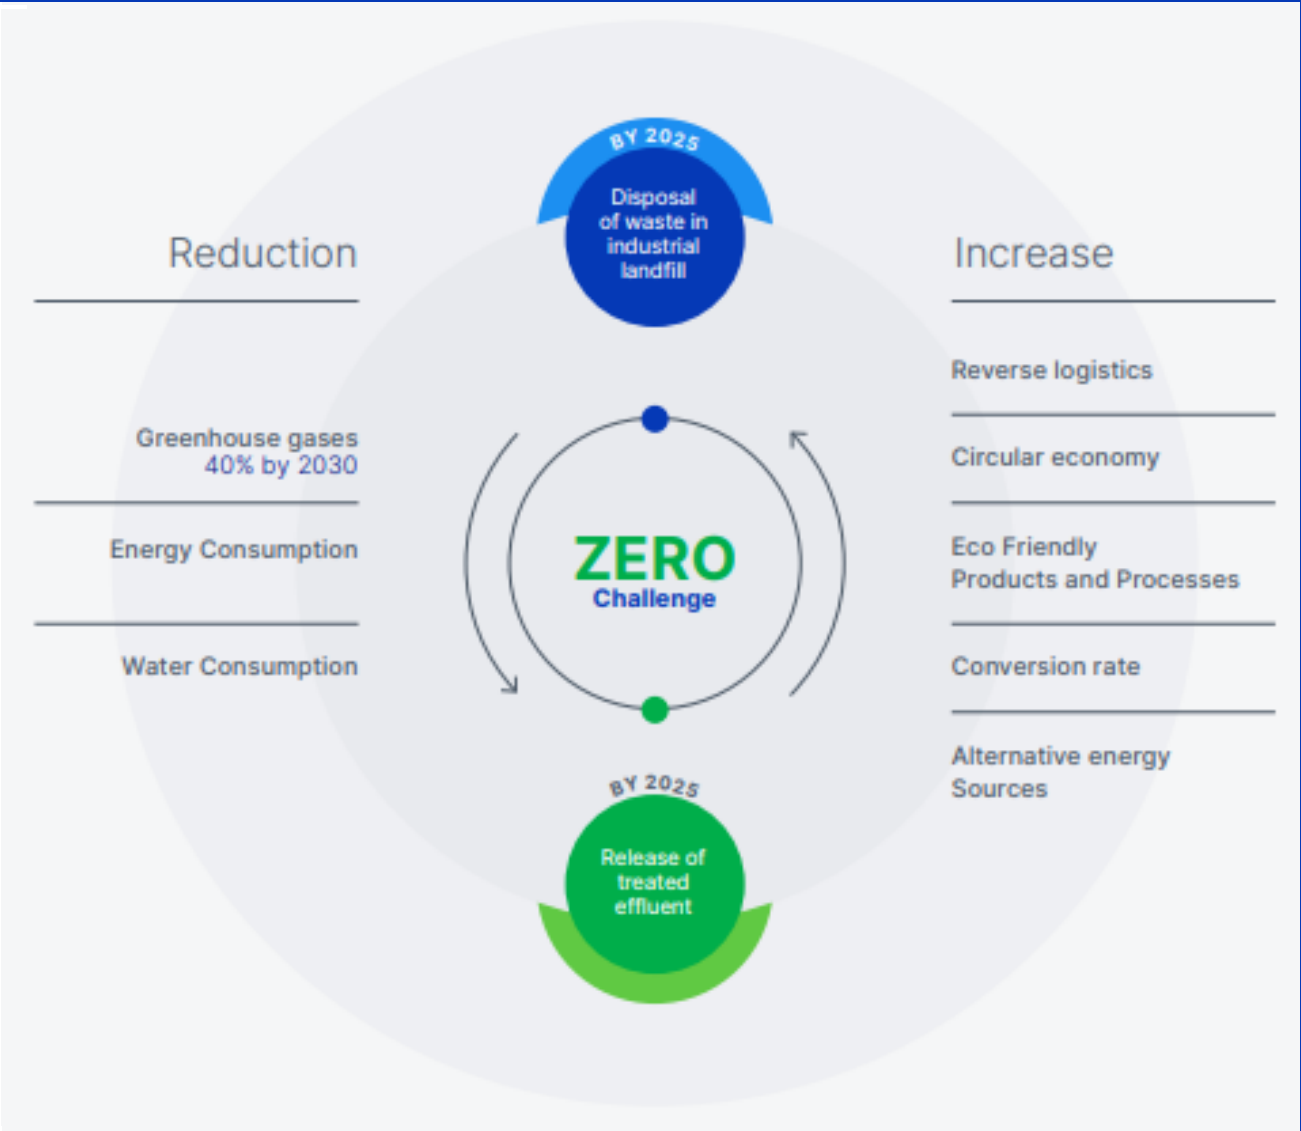 BY 2025
Disposal
of waste in
industrial
landfill
Reduction
Greenhouse gases
40% by 2030
Energy Consumption
Water Consumption
ZERO
Challenge
Increase
Reverse logistics
Circular economy
Eco Friendly
Products and Processes
Conversion rate
Alternative energy
Sources
BY 2025
Release of
treated
effluent